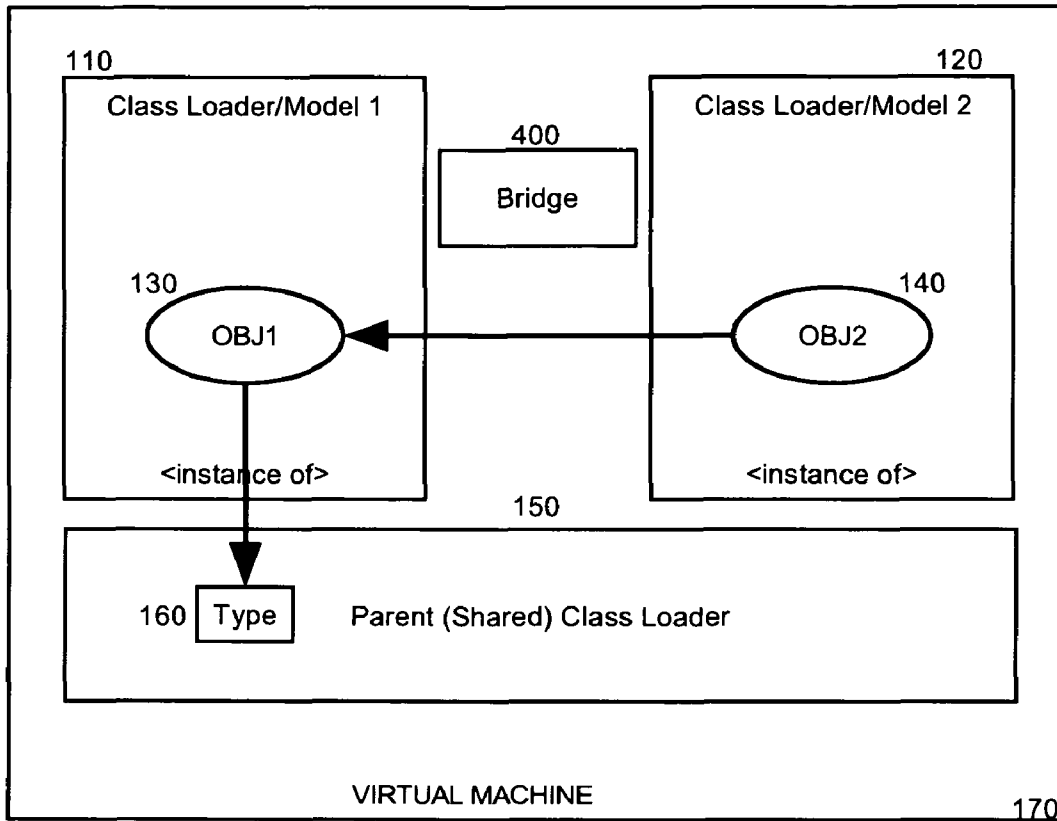 110
120
Class Loader/Model 1
Class Loader/Model 2
400
Bridge
130
140
OBJ1
OBJ2
<instance of>
<instance of>
150
160
Type
Parent (Shared) Class Loader
VIRTUAL MACHINE
170